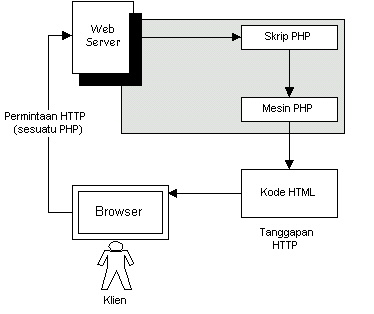 Web
Server
Skrip PHP
Mesin PHP
Permintaan HTTP
(sesuatu PHP)
Kode HTML
Browser
Tanggapan
HTTP
Klien